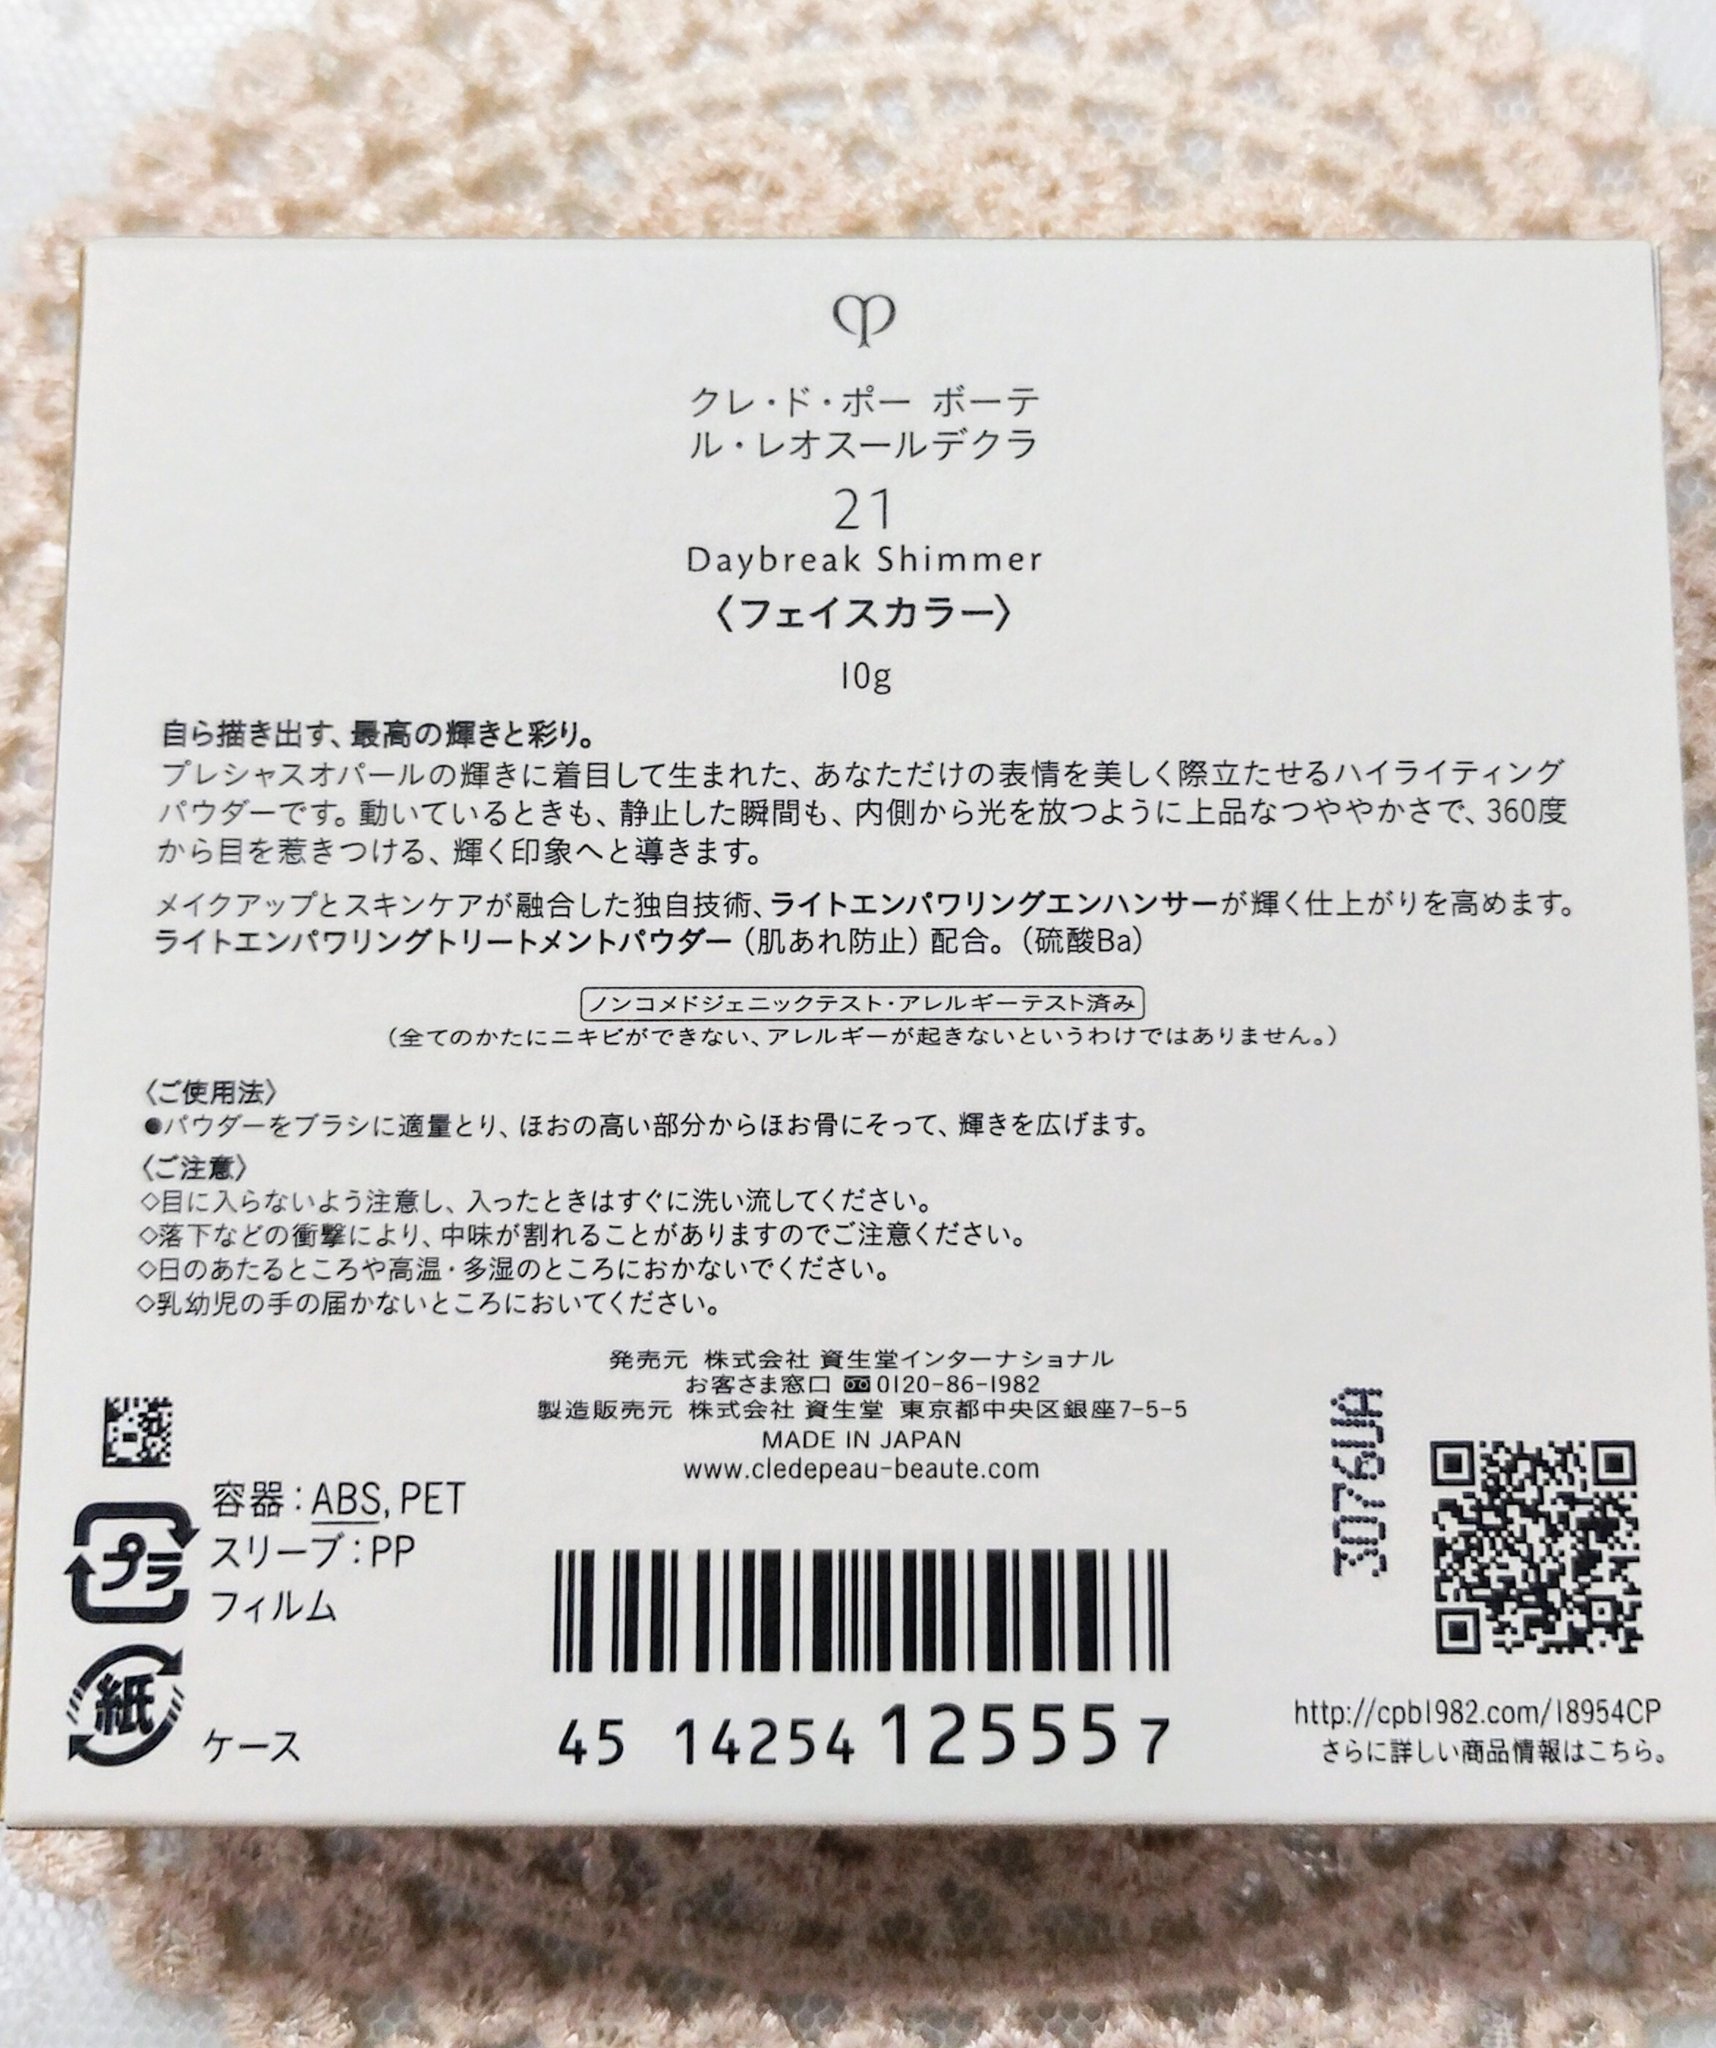 クレ・ド・ポー ボーテ
ル・レオスールデクラ
21
Daybreak Shimmer
〈フェイスカラー〉
10g
自ら描き出す、最高の輝きと彩り。
プレシャスオパールの輝きに着目して生まれた、あなただけの表情を美しく際立たせるハイライティング
パウダーです。動いているときも、静止した瞬間も、内側から光を放つように上品なつややかさで、360度
から目を惹きつける、輝く印象へと導きます。
メイクアップとスキンケアが融合した独自技術、ライトエンパワリングエンハンサーが輝く仕上がりを高めます。
ライトエンパワリングトリートメントパウダー（肌あれ防止）配合。（硫酸Ba）
ノンコメドジェニックテスト・アレルギーテスト済み
（全てのかたにニキビができない、アレルギーが起きないというわけではありません。）
〈ご使用法〉
●パウダーをブラシに適量とり、ほおの高い部分からほお骨にそって、輝きを広げます。
〈ご注意〉
◇目に入らないよう注意し、入ったときはすぐに洗い流してください。
◇落下などの衝撃により、中味が割れることがありますのでご注意ください。
◇日のあたるところや高温・多湿のところにおかないでください。
◇乳幼児の手の届かないところにおいてください。
発売元 株式会社 資生堂インターナショナル
お客さま窓口 0120-86-1982
製造販売元 株式会社 資生堂 東京都中央区銀座7-5-5
MADE IN JAPAN
www.cledepeau-beaute.com
容器：ABS, PET
プラ
スリーブ：PP
フィルム
紙
ケース
45 14254 12555 7
http://cpb1982.com/18954CP
さらに詳しい商品情報はこちら。